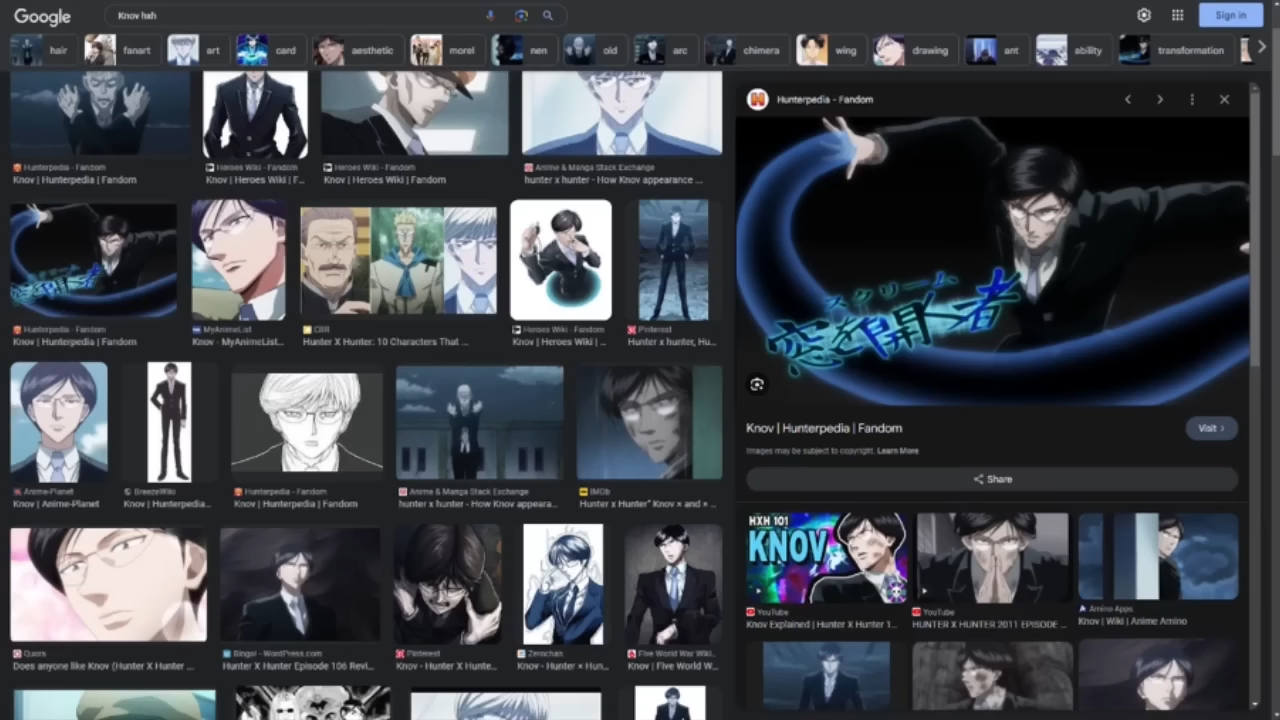 Google
Knov hxh
Sign in
hair
fanart
art
card
aesthetic
morel
nen
old
arc
chimera
wing
drawing
ant
ability
transformation
Hunterpedia - Fandom
Knov | Hunterpedia | Fandom
Heroes Wiki - Fandom
Knov | Heroes Wiki | F...
Heroes Wiki - Fandom
Knov | Heroes Wiki | Fandom
Anime & Manga Stack Exchange
hunter x hunter - How Knov appearance ...
Hunterpedia - Fandom
Knov | Hunterpedia | Fandom
MyAnimeList
Knov - MyAnimeList...
CBR
Hunter X Hunter: 10 Characters That ...
Heroes Wiki - Fandom
Knov | Heroes Wiki | ...
Pinterest
Hunter x hunter, Hu...
Anime-Planet
Knov | Anime-Planet
BreezeWiki
Knov | Hunterpedia...
Hunterpedia - Fandom
Knov | Hunterpedia | Fandom
Anime & Manga Stack Exchange
hunter x hunter - How Knov appeara...
IMDb
Hunter x Hunter" Knov × and × ...
Quora
Does anyone like Knov (Hunter X Hunter ...
Bingo! - WordPress.com
Hunter X Hunter Episode 106 Revi...
Pinterest
Knov - Hunter X Hunte...
Zerochan
Knov - Hunter × Hun...
Five World War Wiki...
Knov | Five World W...
Hunterpedia - Fandom
スクリーム
窓を開く者
Knov | Hunterpedia | Fandom
Visit
Images may be subject to copyright. Learn More
Share
HXH 101
KNOV
YouTube
Knov Explained | Hunter X Hunter 1...
YouTube
HUNTER X HUNTER 2011 EPISODE ...
Amino Apps
Knov | Wiki | Anime Amino